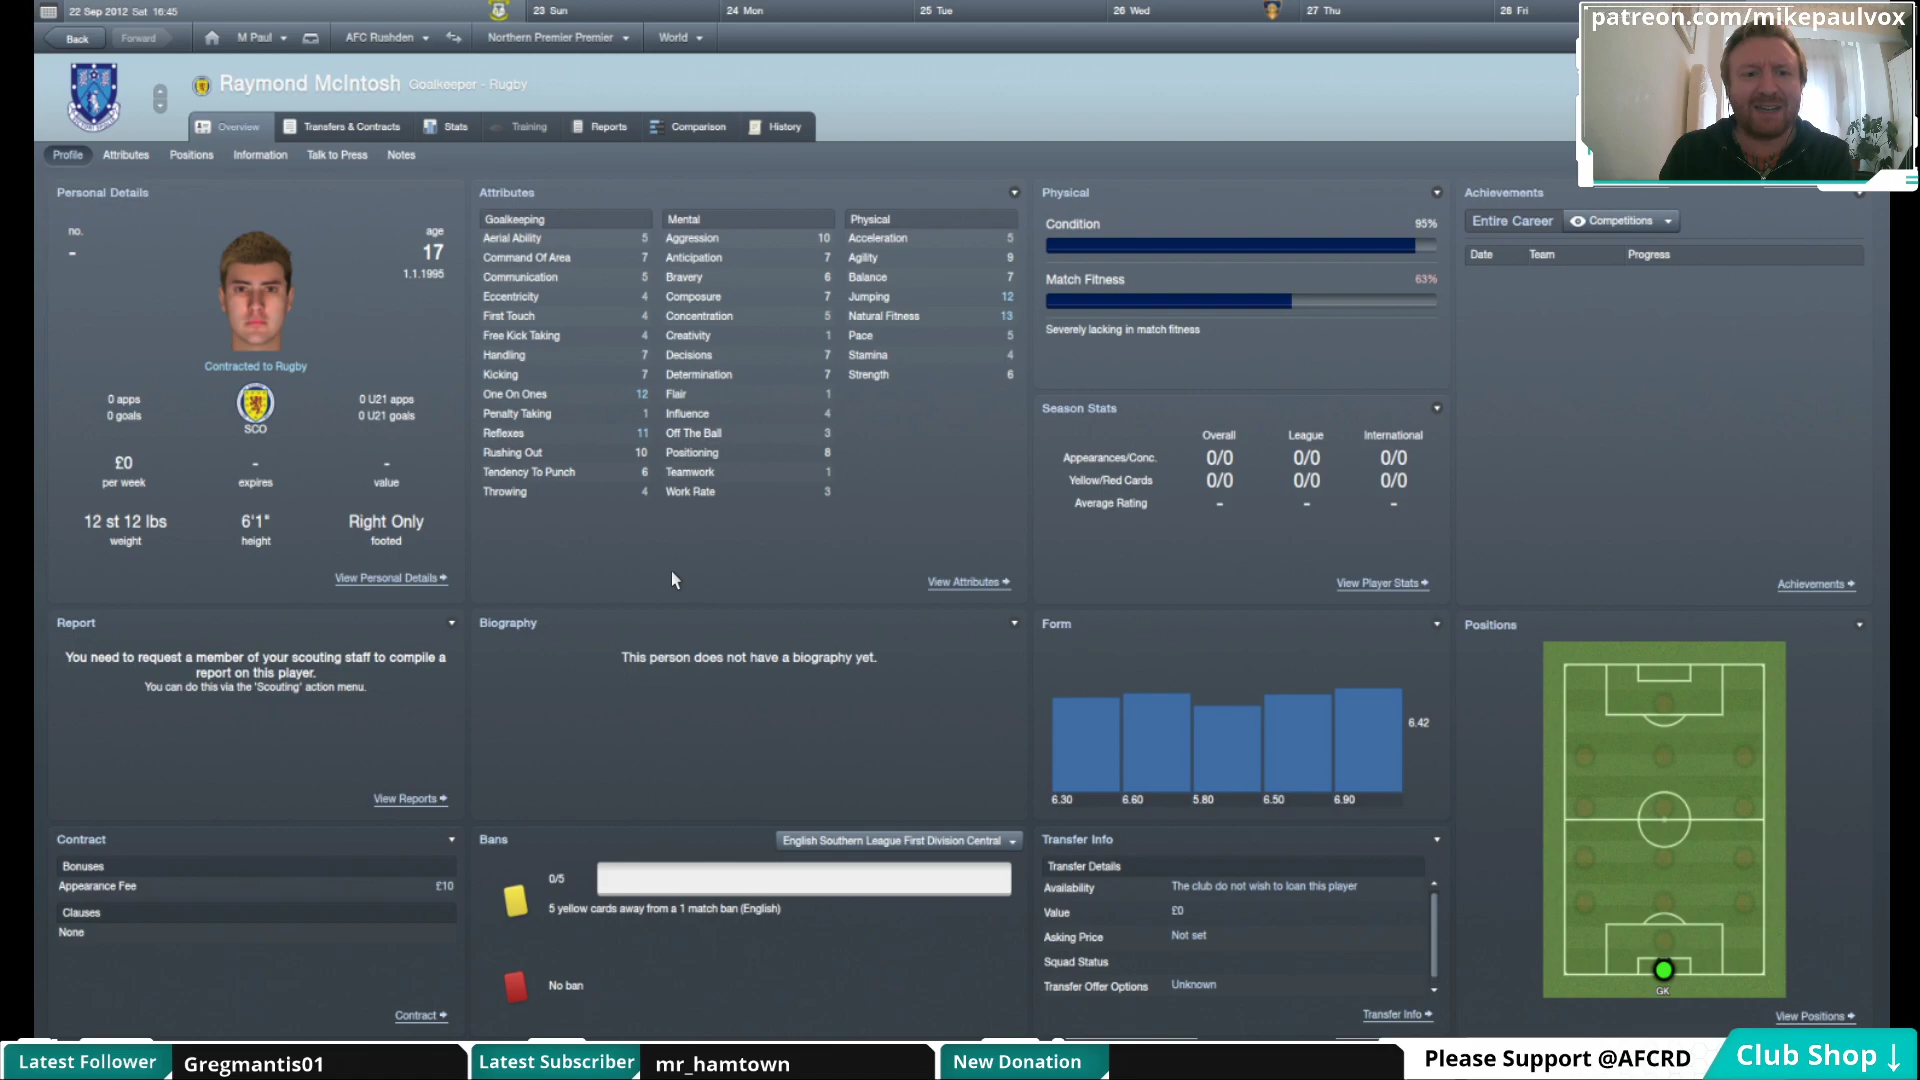 22 Sep 2012 Sat 16:45
23 Sun
24 Mon
25 Tue
26 Wed
27 Thu
28 Fri
patreon.com/mikepaulvox
Back
Forward
M Paul
AFC Rushden
Northern Premier Premier
World
Raymond McIntosh Goalkeeper - Rugby
Overview
Transfers & Contracts
Stats
Training
Reports
Comparison
History
Profile
Attributes
Positions
Information
Talk to Press
Notes
Personal Details
no.
-
age
17
1.1.1995
Contracted to Rugby
0 apps
0 goals
SCO
0 U21 apps
0 U21 goals
£0
per week
-
expires
-
value
12 st 12 lbs
weight
6'1"
height
Right Only
footed
View Personal Details
Attributes
Goalkeeping
Aerial Ability 5
Command Of Area 7
Communication 5
Eccentricity 4
First Touch 4
Free Kick Taking 4
Handling 7
Kicking 7
One On Ones 12
Penalty Taking 1
Reflexes 11
Rushing Out 10
Tendency To Punch 6
Throwing 4
Mental
Aggression 10
Anticipation 7
Bravery 6
Composure 7
Concentration 5
Creativity 1
Decisions 7
Determination 7
Flair 1
Influence 4
Off The Ball 3
Positioning 8
Teamwork 1
Work Rate 3
Physical
Acceleration 5
Agility 9
Balance 7
Jumping 12
Natural Fitness 13
Pace 5
Stamina 4
Strength 6
View Attributes
Physical
Condition 95%
Match Fitness 63%
Severely lacking in match fitness
Season Stats
Overall League International
Appearances/Conc. 0/0 0/0 0/0
Yellow/Red Cards 0/0 0/0 0/0
Average Rating - - -
View Player Stats
Achievements
Entire Career
Competitions
Date Team Progress
Achievements
Report
You need to request a member of your scouting staff to compile a
report on this player.
You can do this via the 'Scouting' action menu.
View Reports
Biography
This person does not have a biography yet.
Form
6.42
6.30 6.60 5.80 6.50 6.90
Positions
GK
View Positions
Contract
Bonuses
Appearance Fee £10
Clauses
None
Contract
Bans
English Southern League First Division Central
0/5
5 yellow cards away from a 1 match ban (English)
No ban
Transfer Info
Transfer Details
Availability The club do not wish to loan this player
Value £0
Asking Price Not set
Squad Status
Transfer Offer Options Unknown
Transfer Info
Latest Follower
Gregmantis01
Latest Subscriber
mr_hamtown
New Donation
Please Support @AFCRD
Club Shop ↓